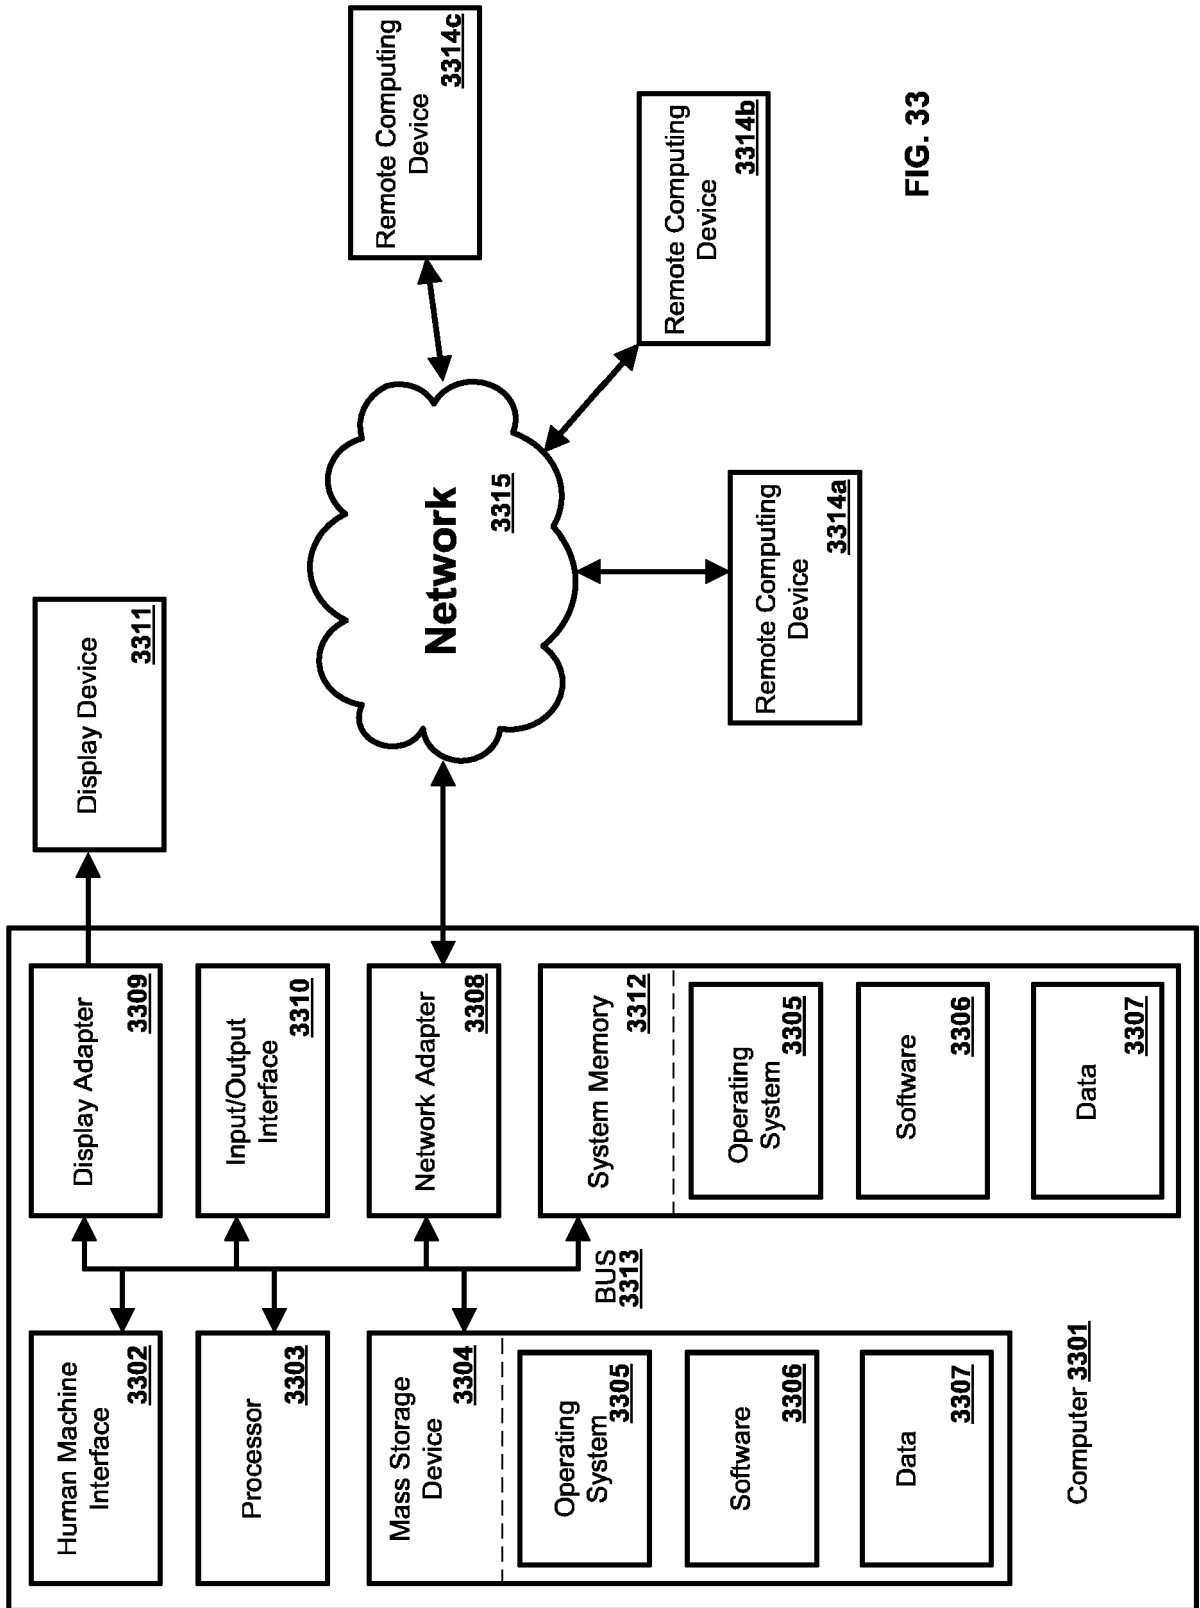 Human Machine
Interface
3302
Processor
3303
Mass Storage
Device
3304
Operating
System
3305
Software
3306
Data
3307
Computer 3301
BUS
3313
Display Adapter
3309
Input/Output
Interface
3310
Network Adapter
3308
System Memory
3312
Operating
System
3305
Software
3306
Data
3307
Display Device
3311
Network
3315
Remote Computing
Device
3314a
Remote Computing
Device
3314b
Remote Computing
Device
3314c
FIG. 33